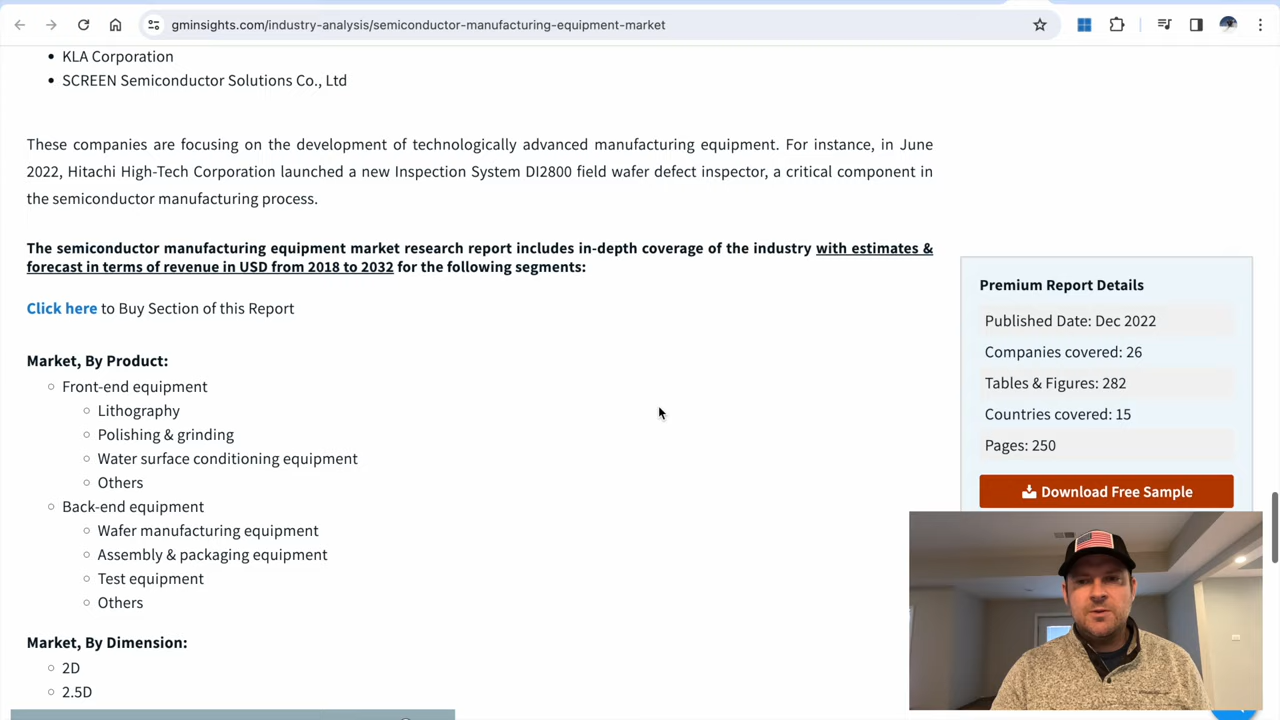 gminsights.com/industry-analysis/semiconductor-manufacturing-equipment-market
KLA Corporation
SCREEN Semiconductor Solutions Co., Ltd
These companies are focusing on the development of technologically advanced manufacturing equipment. For instance, in June
2022, Hitachi High-Tech Corporation launched a new Inspection System DI2800 field wafer defect inspector, a critical component in
the semiconductor manufacturing process.
The semiconductor manufacturing equipment market research report includes in-depth coverage of the industry with estimates &
forecast in terms of revenue in USD from 2018 to 2032 for the following segments:
Click here to Buy Section of this Report
Market, By Product:
Front-end equipment
Lithography
Polishing & grinding
Water surface conditioning equipment
Others
Back-end equipment
Wafer manufacturing equipment
Assembly & packaging equipment
Test equipment
Others
Market, By Dimension:
2D
2.5D
Premium Report Details
Published Date: Dec 2022
Companies covered: 26
Tables & Figures: 282
Countries covered: 15
Pages: 250
Download Free Sample